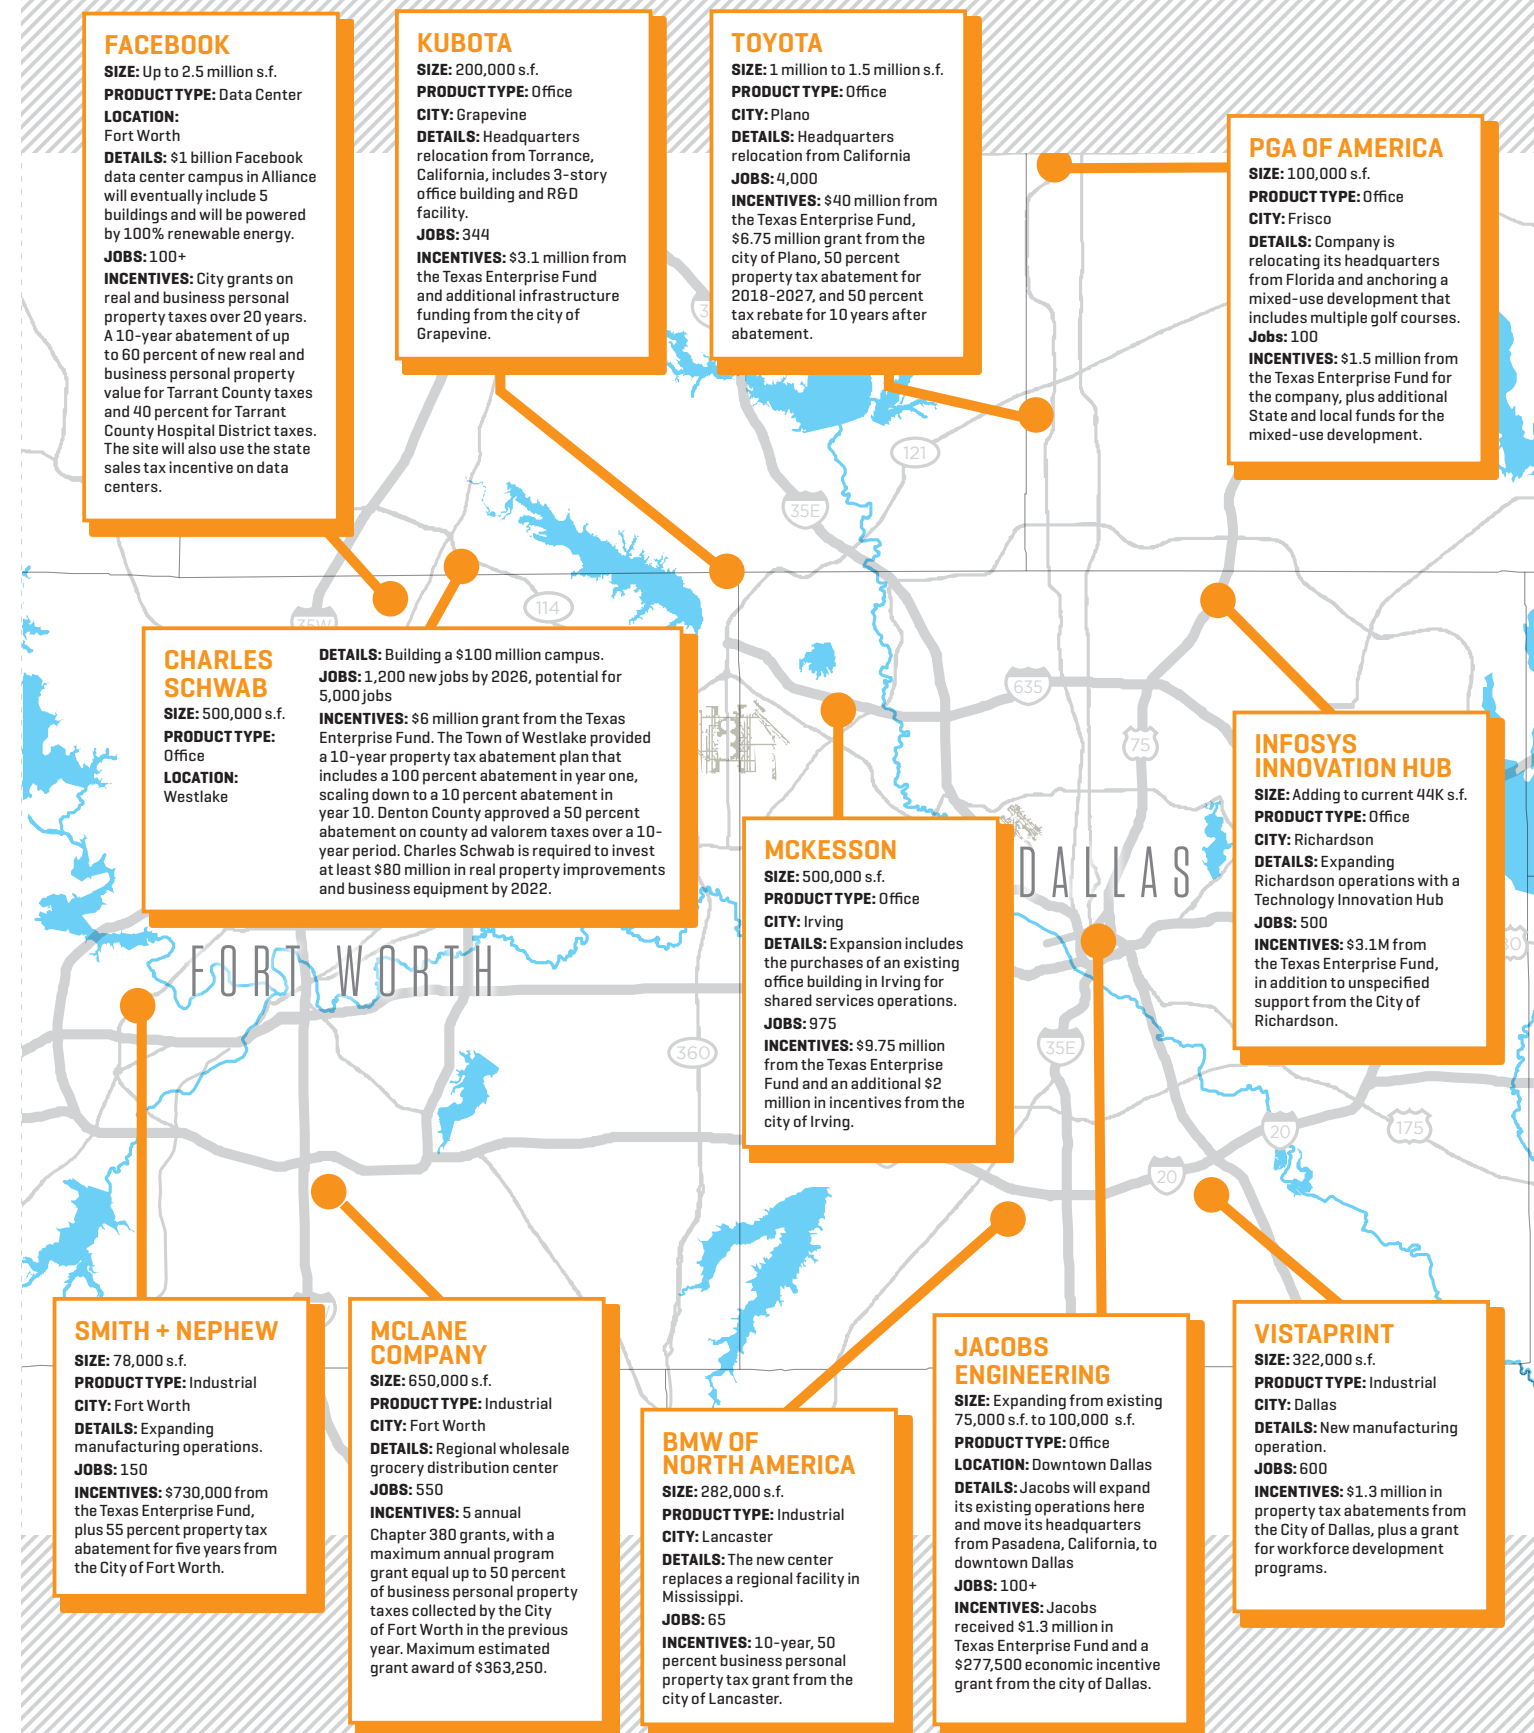 FACEBOOK
SIZE: Up to 2.5 million s.f.
PRODUCT TYPE: Data Center
LOCATION:
Fort Worth
DETAILS: $1 billion Facebook
data center campus in Alliance
will eventually include 5
buildings and will be powered
by 100% renewable energy.
JOBS: 100+
INCENTIVES: City grants on
real and business personal
property taxes over 20 years.
A 10-year abatement of up
to 60 percent of new real and
business personal property
value for Tarrant County taxes
and 40 percent for Tarrant
County Hospital District taxes.
The site will also use the state
sales tax incentive on data
centers.
KUBOTA
SIZE: 200,000 s.f.
PRODUCT TYPE: Office
CITY: Grapevine
DETAILS: Headquarters
relocation from Torrance,
California, includes 3-story
office building and R&D
facility.
JOBS: 344
INCENTIVES: $3.1 million from
the Texas Enterprise Fund
and additional infrastructure
funding from the city of
Grapevine.
TOYOTA
SIZE: 1 million to 1.5 million s.f.
PRODUCT TYPE: Office
CITY: Plano
DETAILS: Headquarters
relocation from California
JOBS: 4,000
INCENTIVES: $40 million from
the Texas Enterprise Fund,
$6.75 million grant from the
city of Plano, 50 percent
property tax abatement for
2018-2027, and 50 percent
tax rebate for 10 years after
abatement.
PGA OF AMERICA
SIZE: 100,000 s.f.
PRODUCT TYPE: Office
CITY: Frisco
DETAILS: Company is
relocating its headquarters
from Florida and anchoring a
mixed-use development that
includes multiple golf courses.
Jobs: 100
INCENTIVES: $1.5 million from
the Texas Enterprise Fund for
the company, plus additional
State and local funds for the
mixed-use development.
121
35E
114
35W
635
75
CHARLES
SCHWAB
SIZE: 500,000 s.f.
PRODUCT TYPE:
Office
LOCATION:
Westlake
DETAILS: Building a $100 million campus.
JOBS: 1,200 new jobs by 2026, potential for
5,000 jobs
INCENTIVES: $6 million grant from the Texas
Enterprise Fund. The Town of Westlake provided
a 10-year property tax abatement plan that
includes a 100 percent abatement in year one,
scaling down to a 10 percent abatement in
year 10. Denton County approved a 50 percent
abatement on county ad valorem taxes over a 10-
year period. Charles Schwab is required to invest
at least $80 million in real property improvements
and business equipment by 2022.
MCKESSON
SIZE: 500,000 s.f.
PRODUCT TYPE: Office
CITY: Irving
DETAILS: Expansion includes
the purchases of an existing
office building in Irving for
shared services operations.
JOBS: 975
INCENTIVES: $9.75 million
from the Texas Enterprise
Fund and an additional $2
million in incentives from the
city of Irving.
DALLAS
INFOSYS
INNOVATION HUB
SIZE: Adding to current 44K s.f.
PRODUCT TYPE: Office
CITY: Richardson
DETAILS: Expanding
Richardson operations with a
Technology Innovation Hub
JOBS: 500
INCENTIVES: $3.1M from
the Texas Enterprise Fund,
in addition to unspecified
support from the City of
Richardson.
FORT WORTH
360
35E
20
175
20
SMITH + NEPHEW
SIZE: 78,000 s.f.
PRODUCT TYPE: Industrial
CITY: Fort Worth
DETAILS: Expanding
manufacturing operations.
JOBS: 150
INCENTIVES: $730,000 from
the Texas Enterprise Fund,
plus 55 percent property tax
abatement for five years from
the City of Fort Worth.
MCLANE
COMPANY
SIZE: 650,000 s.f.
PRODUCT TYPE: Industrial
CITY: Fort Worth
DETAILS: Regional wholesale
grocery distribution center
JOBS: 550
INCENTIVES: 5 annual
Chapter 380 grants, with a
maximum annual program
grant equal up to 50 percent
of business personal property
taxes collected by the City
of Fort Worth in the previous
year. Maximum estimated
grant award of $363,250.
BMW OF
NORTH AMERICA
SIZE: 282,000 s.f.
PRODUCT TYPE: Industrial
CITY: Lancaster
DETAILS: The new center
replaces a regional facility in
Mississippi.
JOBS: 65
INCENTIVES: 10-year, 50
percent business personal
property tax grant from the
city of Lancaster.
JACOBS
ENGINEERING
SIZE: Expanding from existing
75,000 s.f. to 100,000 s.f.
PRODUCT TYPE: Office
LOCATION: Downtown Dallas
DETAILS: Jacobs will expand
its existing operations here
and move its headquarters
from Pasadena, California, to
downtown Dallas
JOBS: 100+
INCENTIVES: Jacobs
received $1.3 million in
Texas Enterprise Fund and a
$277,500 economic incentive
grant from the city of Dallas.
VISTAPRINT
SIZE: 322,000 s.f.
PRODUCT TYPE: Industrial
CITY: Dallas
DETAILS: New manufacturing
operation.
JOBS: 600
INCENTIVES: $1.3 million in
property tax abatements from
the City of Dallas, plus a grant
for workforce development
programs.